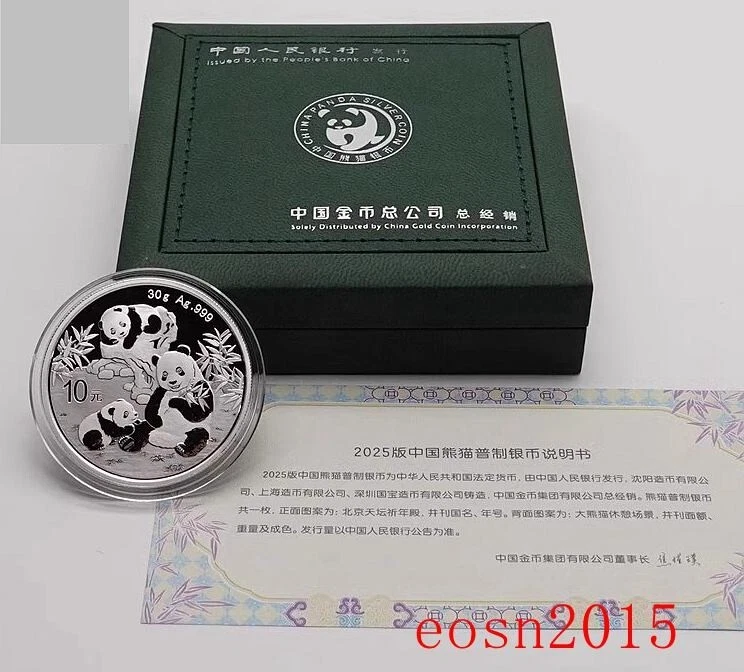 中国人民银行 发行
Issued by the People's Bank of China
CHINA PANDA SILVER COIN
中国熊猫银币
中国金币总公司 总经销
Solely Distributed by China Gold Coin Incorporation
30g Ag.999
10元
2025版中国熊猫普制银币说明书
2025版中国熊猫普制银币为中华人民共和国法定货币，由中国人民银行发行，沈阳造币有限公
司、上海造币有限公司、深圳国宝造币有限公司铸造，中国金币集团有限公司总经销。熊猫普制银币
共一枚，正面图案为：北京天坛祈年殿，并刊国名、年号。背面图案为：大熊猫休憩场景，并刊面额、
重量及成色。发行量以中国人民银行公告为准。
中国金币集团有限公司董事长
eosn2015